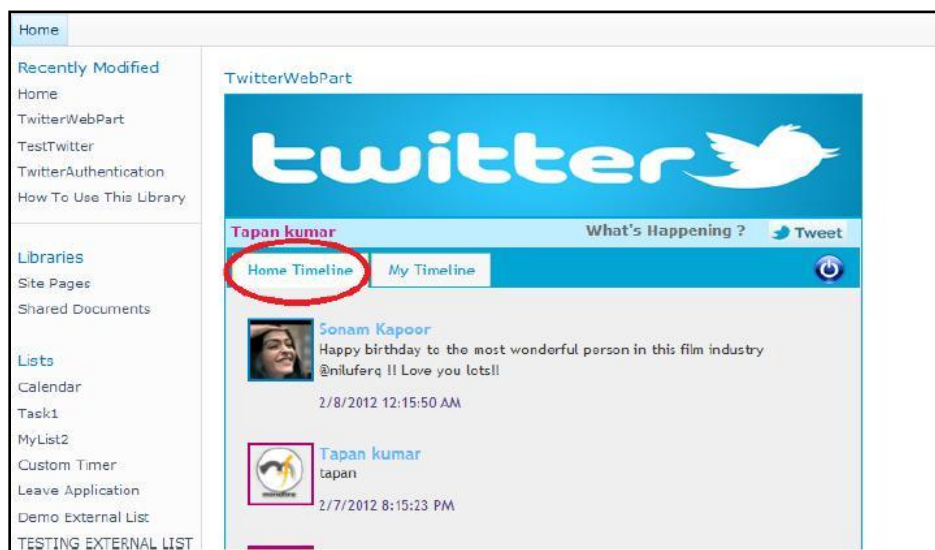 Home
Recently Modified
Home
TwitterWebPart
TestTwitter
TwitterAuthentication
How To Use This Library
Libraries
Site Pages
Shared Documents
Lists
Calendar
Task1
MyList2
Custom Timer
Leave Application
Demo External List
TESTING EXTERNAL LIST
TwitterWebPart
twitter
Tapan kumar What's Happening ? Tweet
Home Timeline My Timeline
Sonam Kapoor
Happy birthday to the most wonderful person in this film industry
@niluferq !! Love you lots!!
2/8/2012 12:15:50 AM
Tapan kumar
tapan
2/7/2012 8:15:23 PM